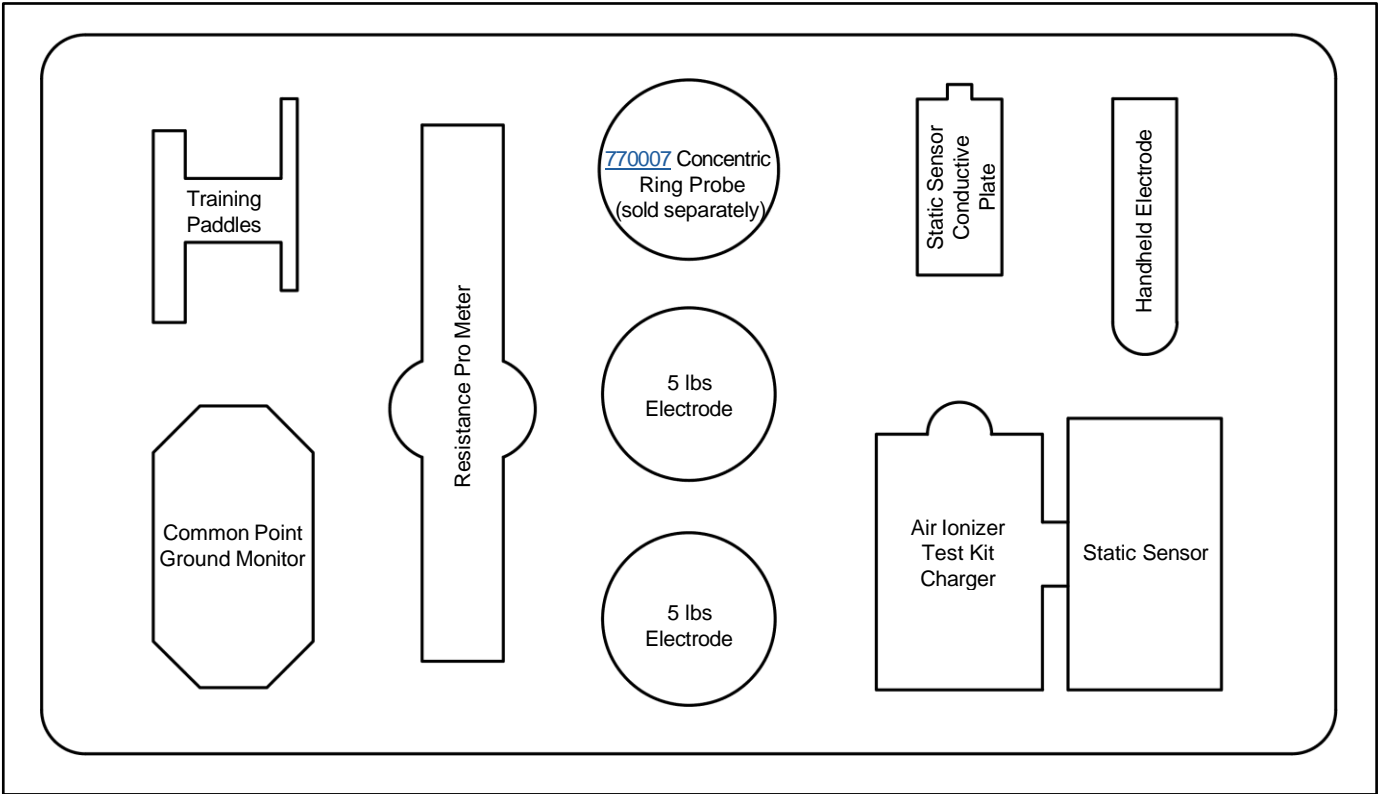 Training
Paddles
Resistance Pro Meter
770007 Concentric
Ring Probe
(sold separately)
Static Sensor
Conductive
Plate
Handheld Electrode
5 lbs
Electrode
Common Point
Ground Monitor
5 lbs
Electrode
Air Ionizer
Test Kit
Charger
Static Sensor